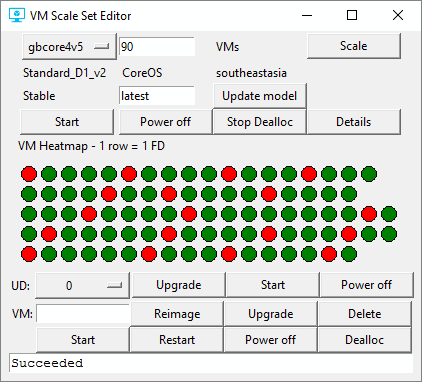 VM Scale Set Editor
gbcore4v5 90 VMs Scale
Standard_D1_v2 CoreOS southeastasia
Stable latest Update model
Start Power off Stop Dealloc Details
VM Heatmap - 1 row = 1 FD
UD: 0 Upgrade Start Power off
VM: Reimage Upgrade Delete
Start Restart Power off Dealloc
Succeeded